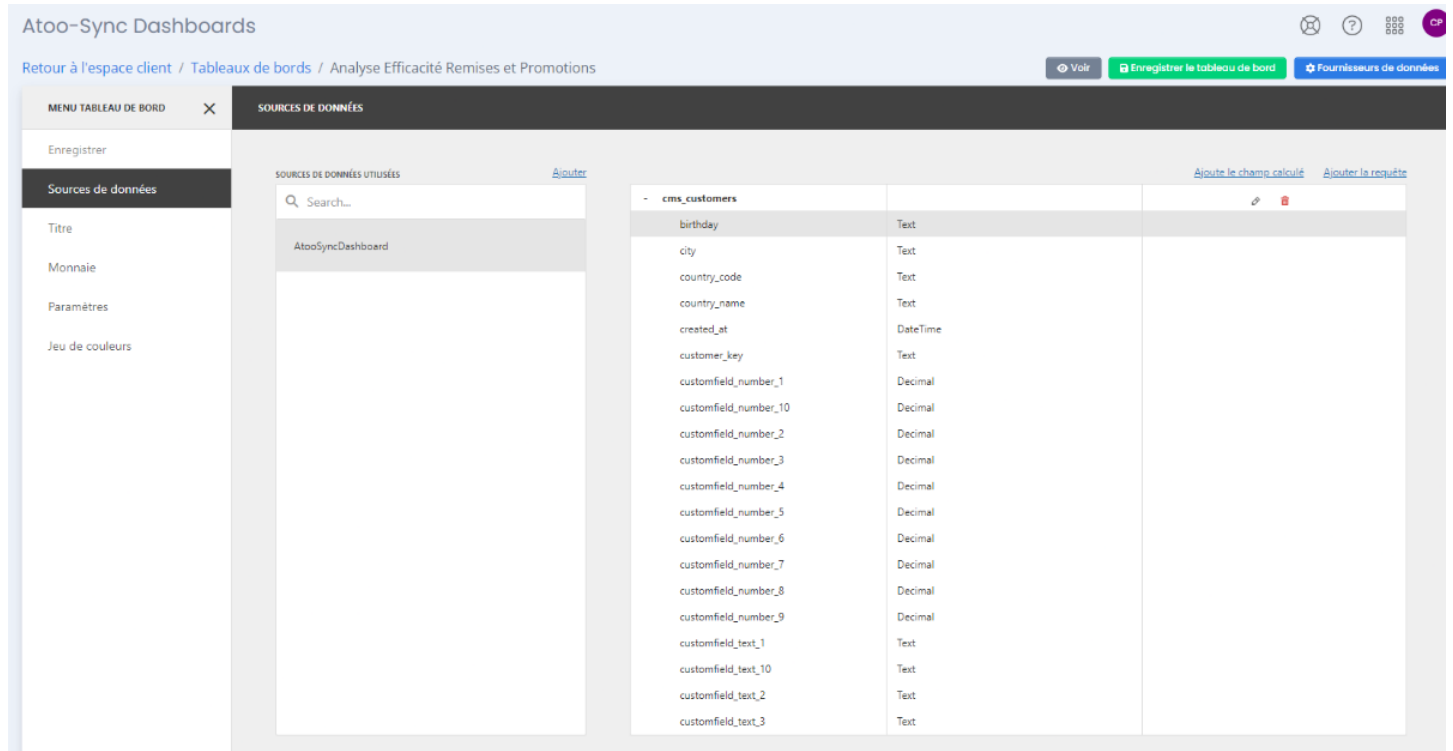 Atoo-Sync Dashboards
CP
Retour à l'espace client / Tableaux de bords / Analyse Efficacité Remises et Promotions
Voir
Enregistrer le tableau de bord
Fournisseurs de données
MENU TABLEAU DE BORD
SOURCES DE DONNÉES
Enregistrer
Sources de données
Titre
Monnaie
Paramètres
Jeu de couleurs
SOURCES DE DONNÉES UTILISÉES
Ajouter
Search...
AtooSyncDashboard
Ajoute le champ calculé
Ajouter la requête
- cms_customers
birthday Text
city Text
country_code Text
country_name Text
created_at DateTime
customer_key Text
customfield_number_1 Decimal
customfield_number_10 Decimal
customfield_number_2 Decimal
customfield_number_3 Decimal
customfield_number_4 Decimal
customfield_number_5 Decimal
customfield_number_6 Decimal
customfield_number_7 Decimal
customfield_number_8 Decimal
customfield_number_9 Decimal
customfield_text_1 Text
customfield_text_10 Text
customfield_text_2 Text
customfield_text_3 Text